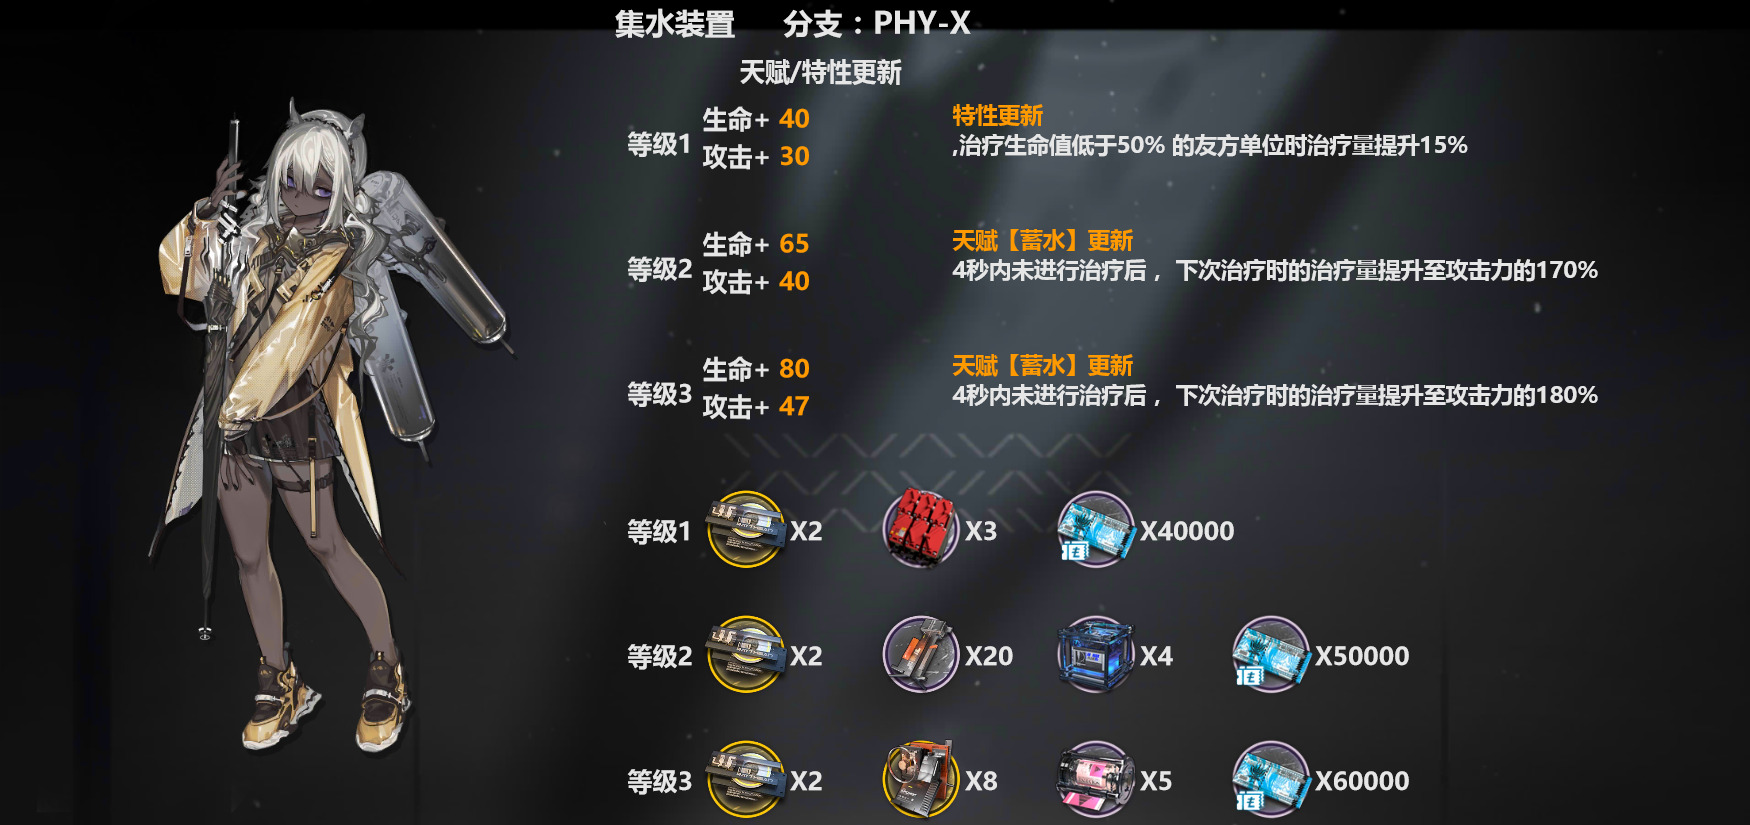 集水装置 分支：PHY-X
天赋/特性更新
等级1
生命+ 40
攻击+ 30
特性更新
,治疗生命值低于50% 的友方单位时治疗量提升15%
等级2
生命+ 65
攻击+ 40
天赋【蓄水】更新
4秒内未进行治疗后，下次治疗时的治疗量提升至攻击力的170%
等级3
生命+ 80
攻击+ 47
天赋【蓄水】更新
4秒内未进行治疗后，下次治疗时的治疗量提升至攻击力的180%
等级1 X2 X3 X40000
等级2 X2 X20 X4 X50000
等级3 X2 X8 X5 X60000